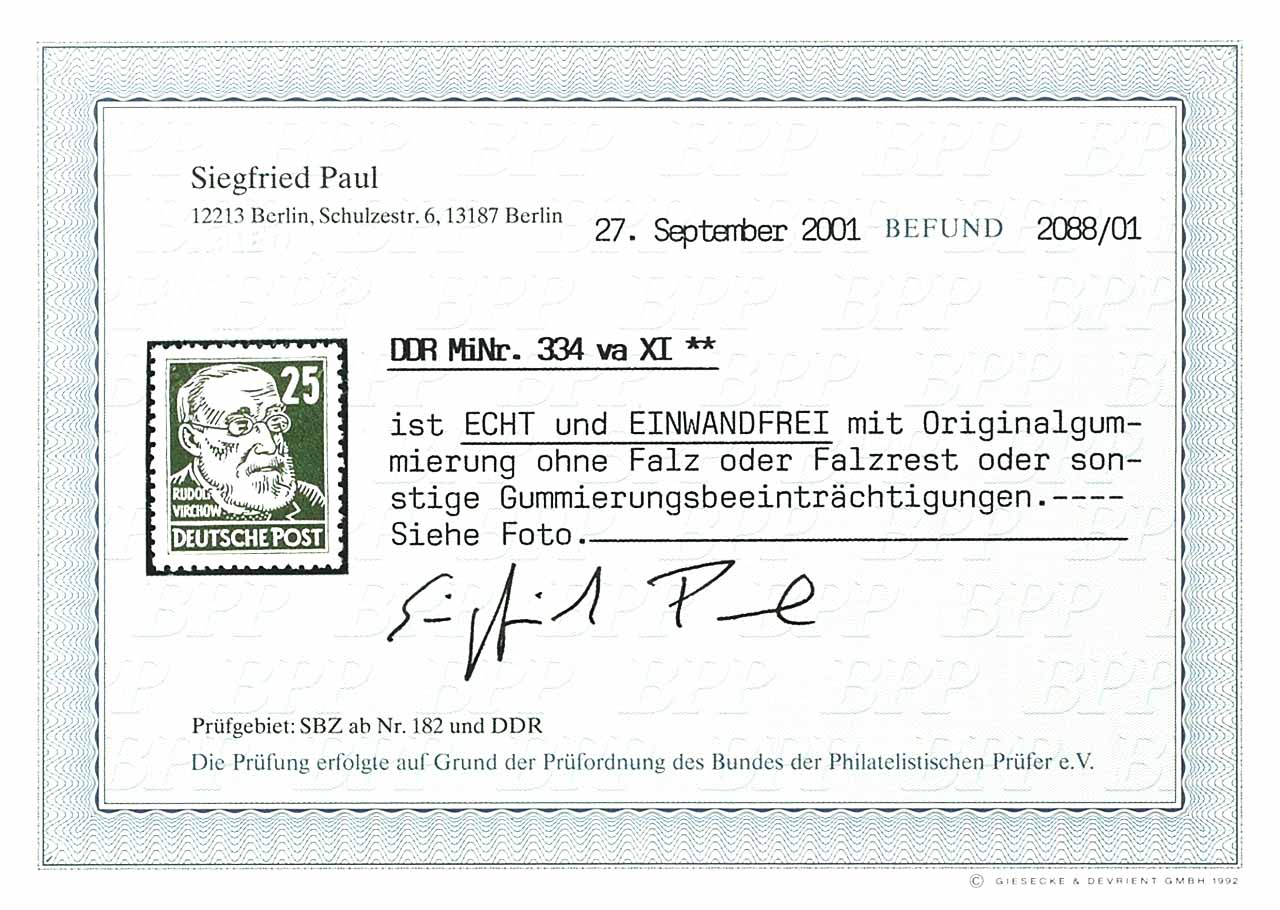 Siegfried Paul
12213 Berlin, Schulzestr. 6, 13187 Berlin
27. September 2001 BEFUND 2088/01
DDR MiNr. 334 va XI **
25
RUDOLF
VIRCHOW
DEUTSCHE POST
ist ECHT und EINWANDFREI mit Originalgum-
mierung ohne Falz oder Falzrest oder son-
stige Gummierungsbeeinträchtigungen.----
Siehe Foto.
Siegfried Paul
Prüfgebiet: SBZ ab Nr. 182 und DDR
Die Prüfung erfolgte auf Grund der Prüfordnung des Bundes der Philatelistischen Prüfer e.V.
© GIESECKE & DEVRIENT GMBH 1992